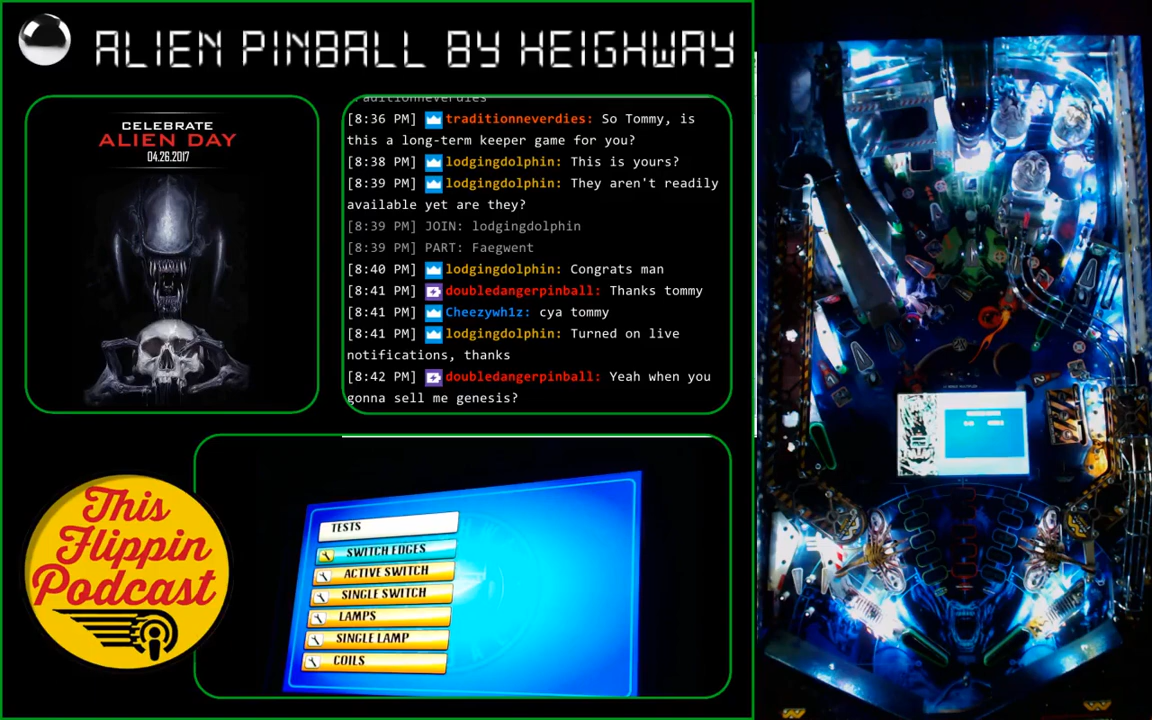 ALIEN PINBALL BY HEIGHWAY
CELEBRATE
ALIEN DAY
04.26.2017
traditionneverdies
[8:36 PM] traditionneverdies: So Tommy, is
this a long-term keeper game for you?
[8:38 PM] lodgingdolphin: This is yours?
[8:39 PM] lodgingdolphin: They aren't readily
available yet are they?
[8:39 PM] JOIN: lodgingdolphin
[8:39 PM] PART: Faegwent
[8:40 PM] lodgingdolphin: Congrats man
[8:41 PM] doubledangerpinball: Thanks tommy
[8:41 PM] Cheezywh1z: cya tommy
[8:41 PM] lodgingdolphin: Turned on live
notifications, thanks
[8:42 PM] doubledangerpinball: Yeah when you
gonna sell me genesis?
This
Flippin
Podcast
TESTS
SWITCH EDGES
ACTIVE SWITCH
SINGLE SWITCH
LAMPS
SINGLE LAMP
COILS